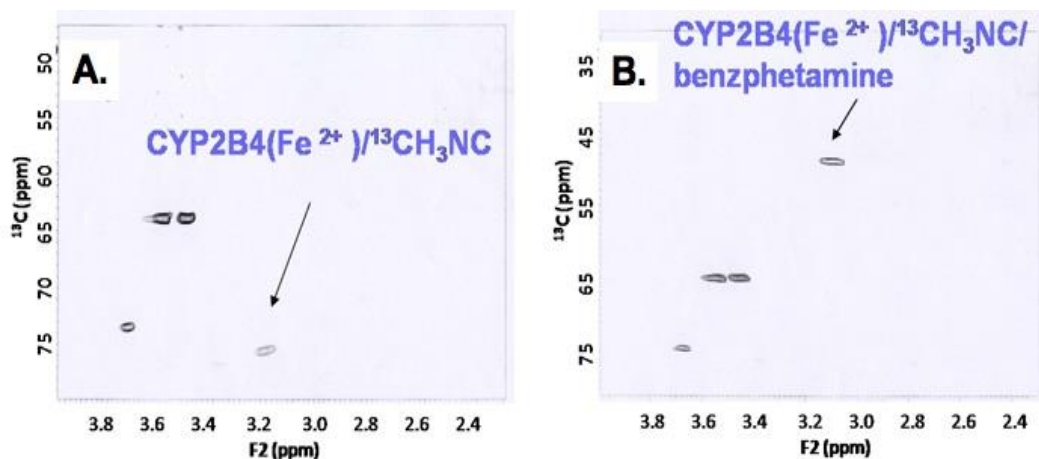 A.
CYP2B4(Fe 2+ )/13CH3NC
50
55
60
65
70
75
13C (ppm)
3.8 3.6 3.4 3.2 3.0 2.8 2.6 2.4
F2 (ppm)
B.
CYP2B4(Fe 2+ )/13CH3NC/
benzphetamine
35
45
55
65
75
13C (ppm)
3.8 3.6 3.4 3.2 3.0 2.8 2.6 2.4
F2 (ppm)